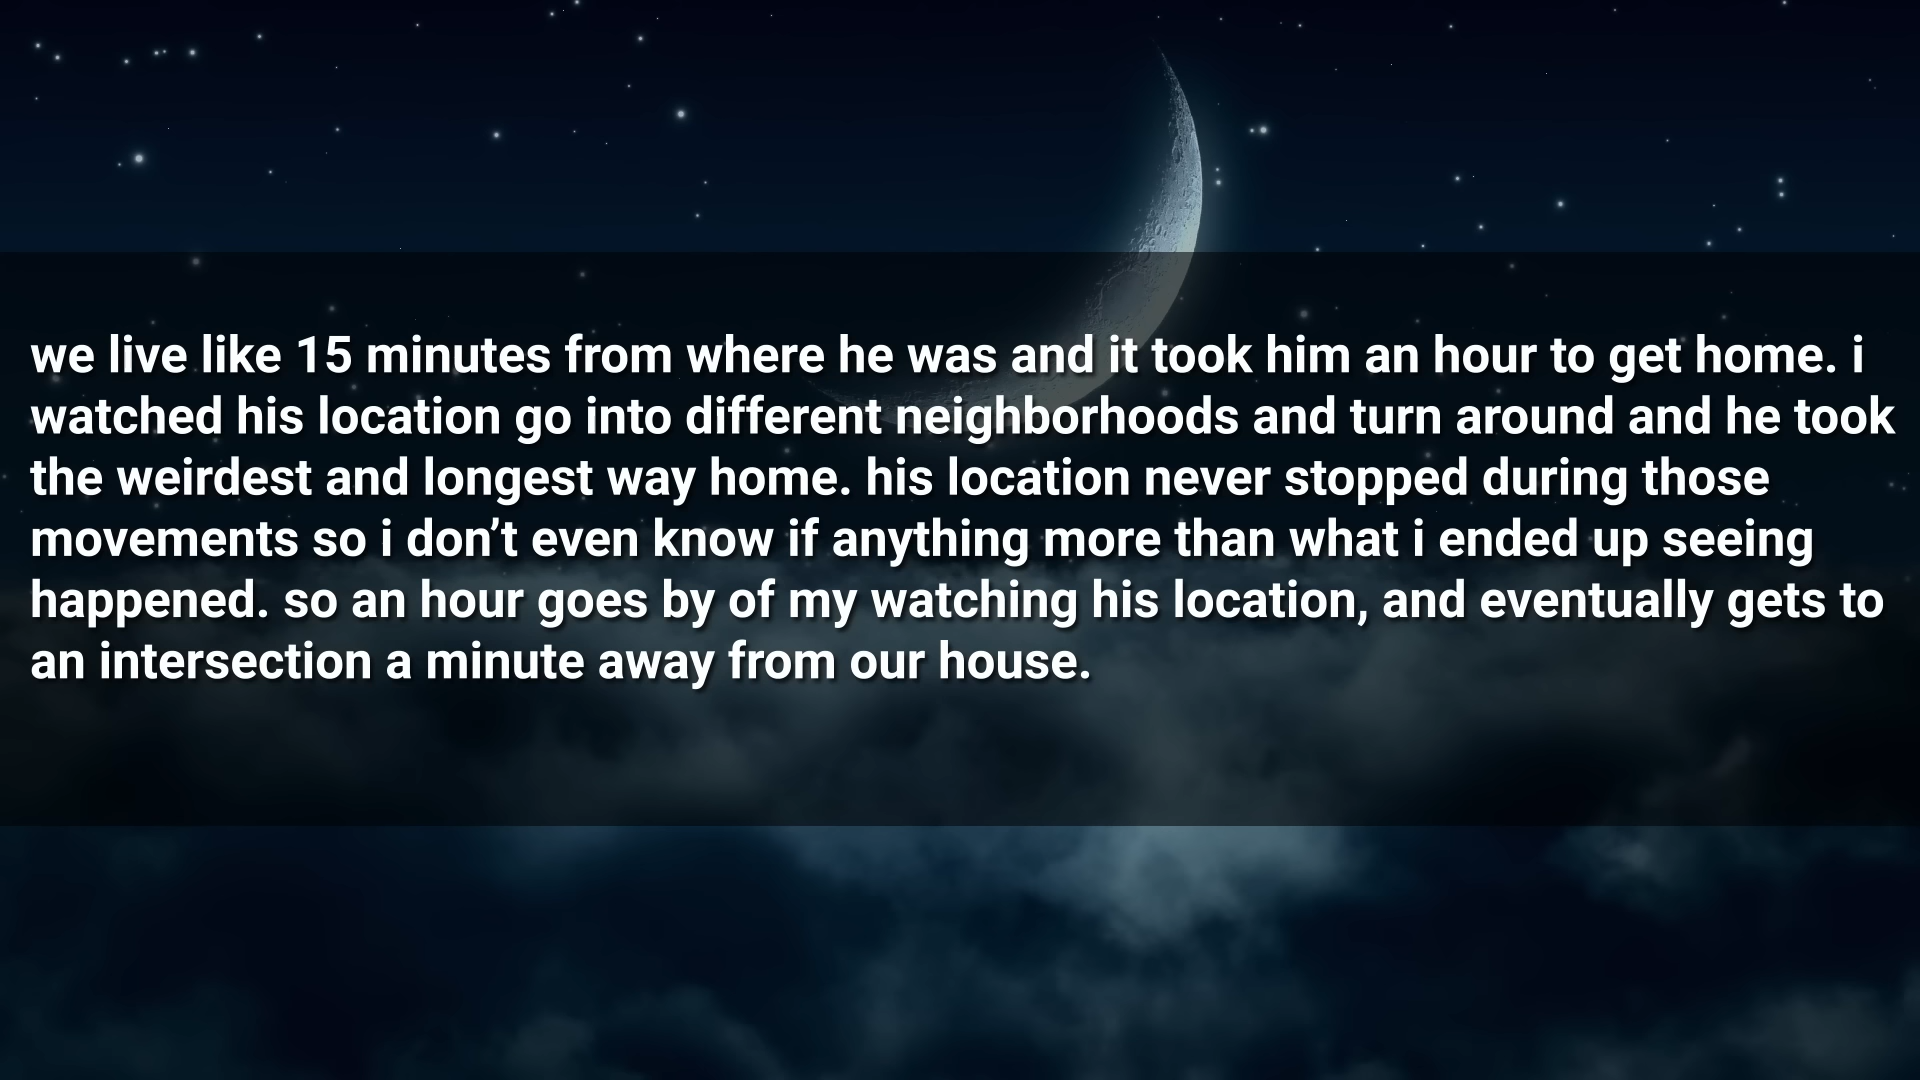 we live like 15 minutes from where he was and it took him an hour to get home. i
watched his location go into different neighborhoods and turn around and he took
the weirdest and longest way home. his location never stopped during those
movements so i don’t even know if anything more than what i ended up seeing
happened. so an hour goes by of my watching his location, and eventually gets to
an intersection a minute away from our house.